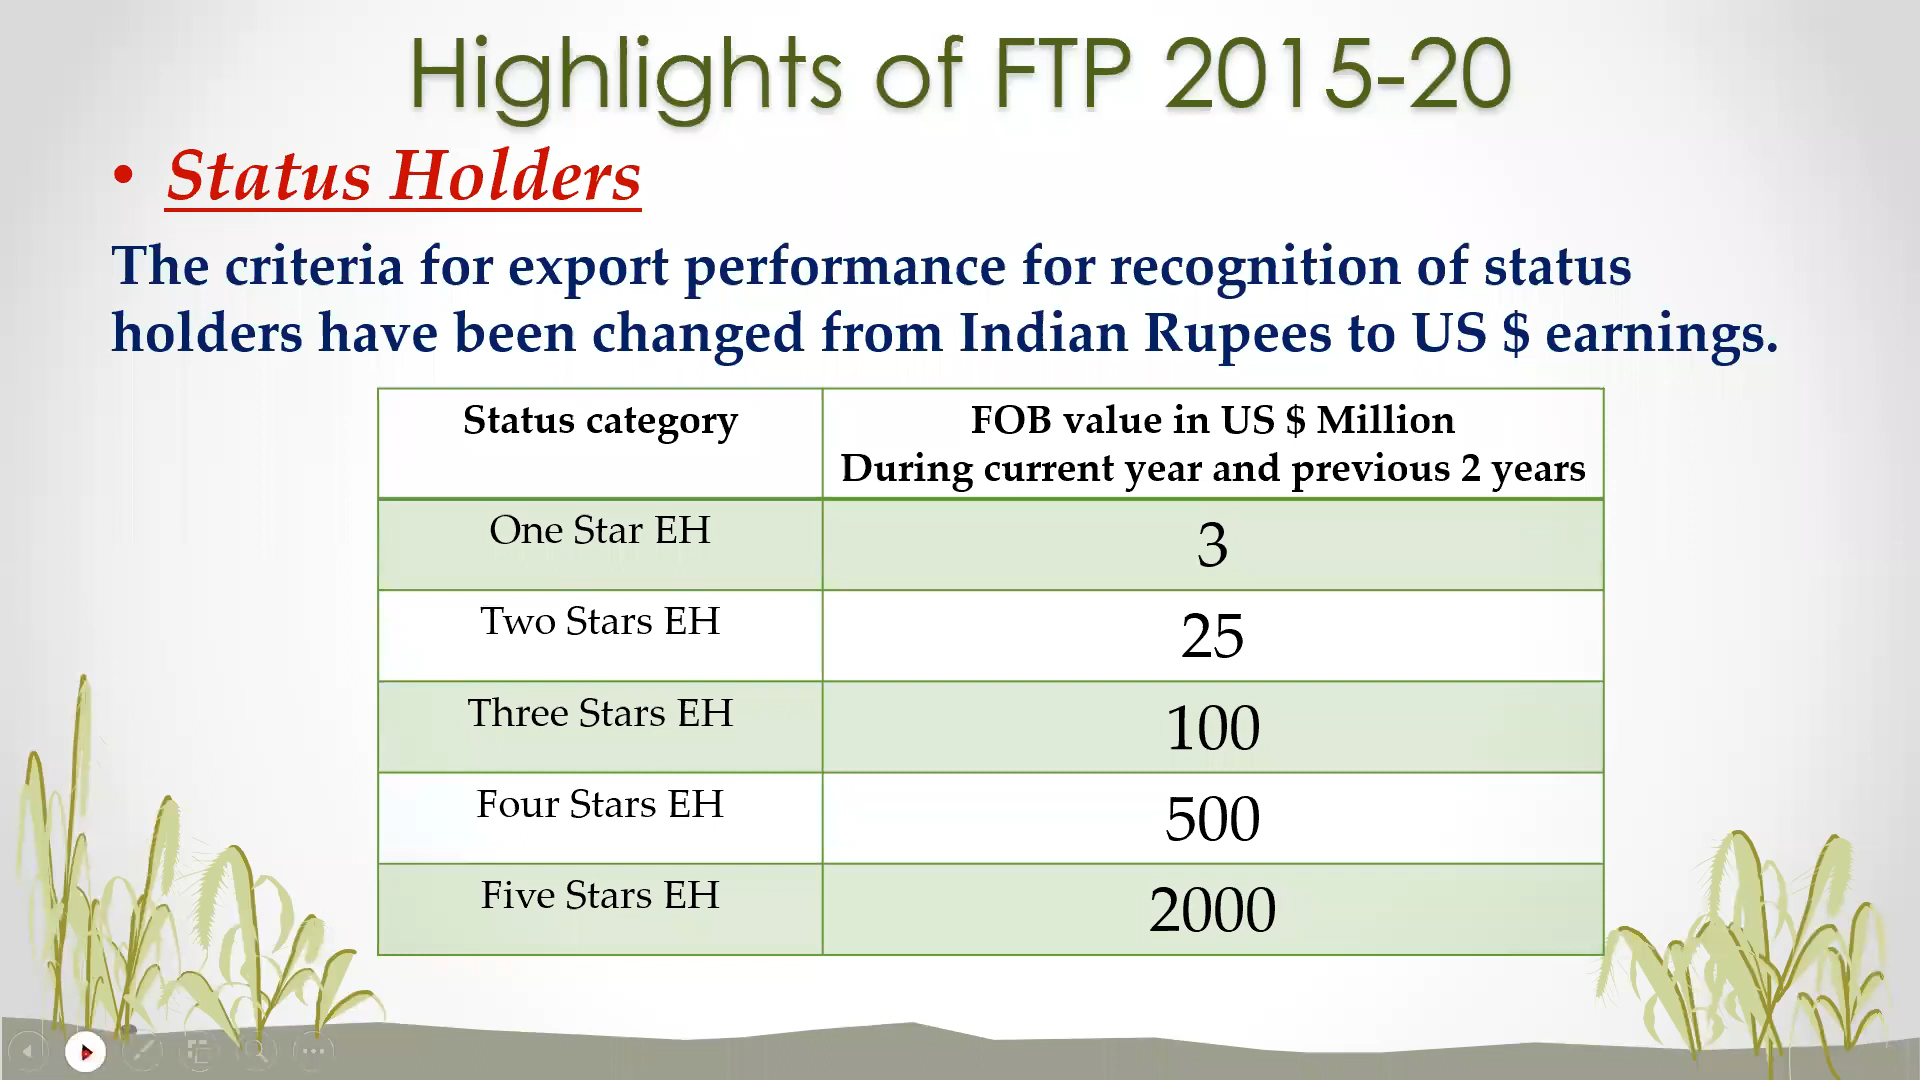 Highlights of FTP 2015-20
• Status Holders
The criteria for export performance for recognition of status
holders have been changed from Indian Rupees to US $ earnings.
Status category
FOB value in US $ Million
During current year and previous 2 years
One Star EH
3
Two Stars EH
25
Three Stars EH
100
Four Stars EH
500
Five Stars EH
2000